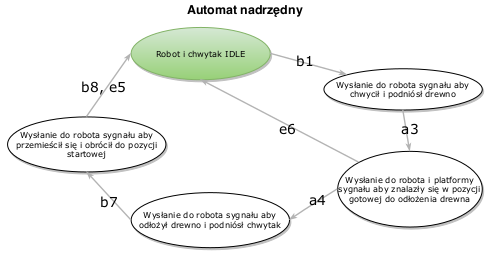 Automat nadrzędny
Robot i chwytak IDLE
b1
Wysłanie do robota sygnału aby
chwycił i podniósł drewno
b8, e5
a3
e6
Wysłanie do robota sygnału aby
przemieścił się i obrócił do pozycji
startowej
Wysłanie do robota i platformy
sygnału aby znalazły się w pozycji
gotowej do odłożenia drewna
b7
a4
Wysłanie do robota sygnału aby
odłożył drewno i podniósł chwytak